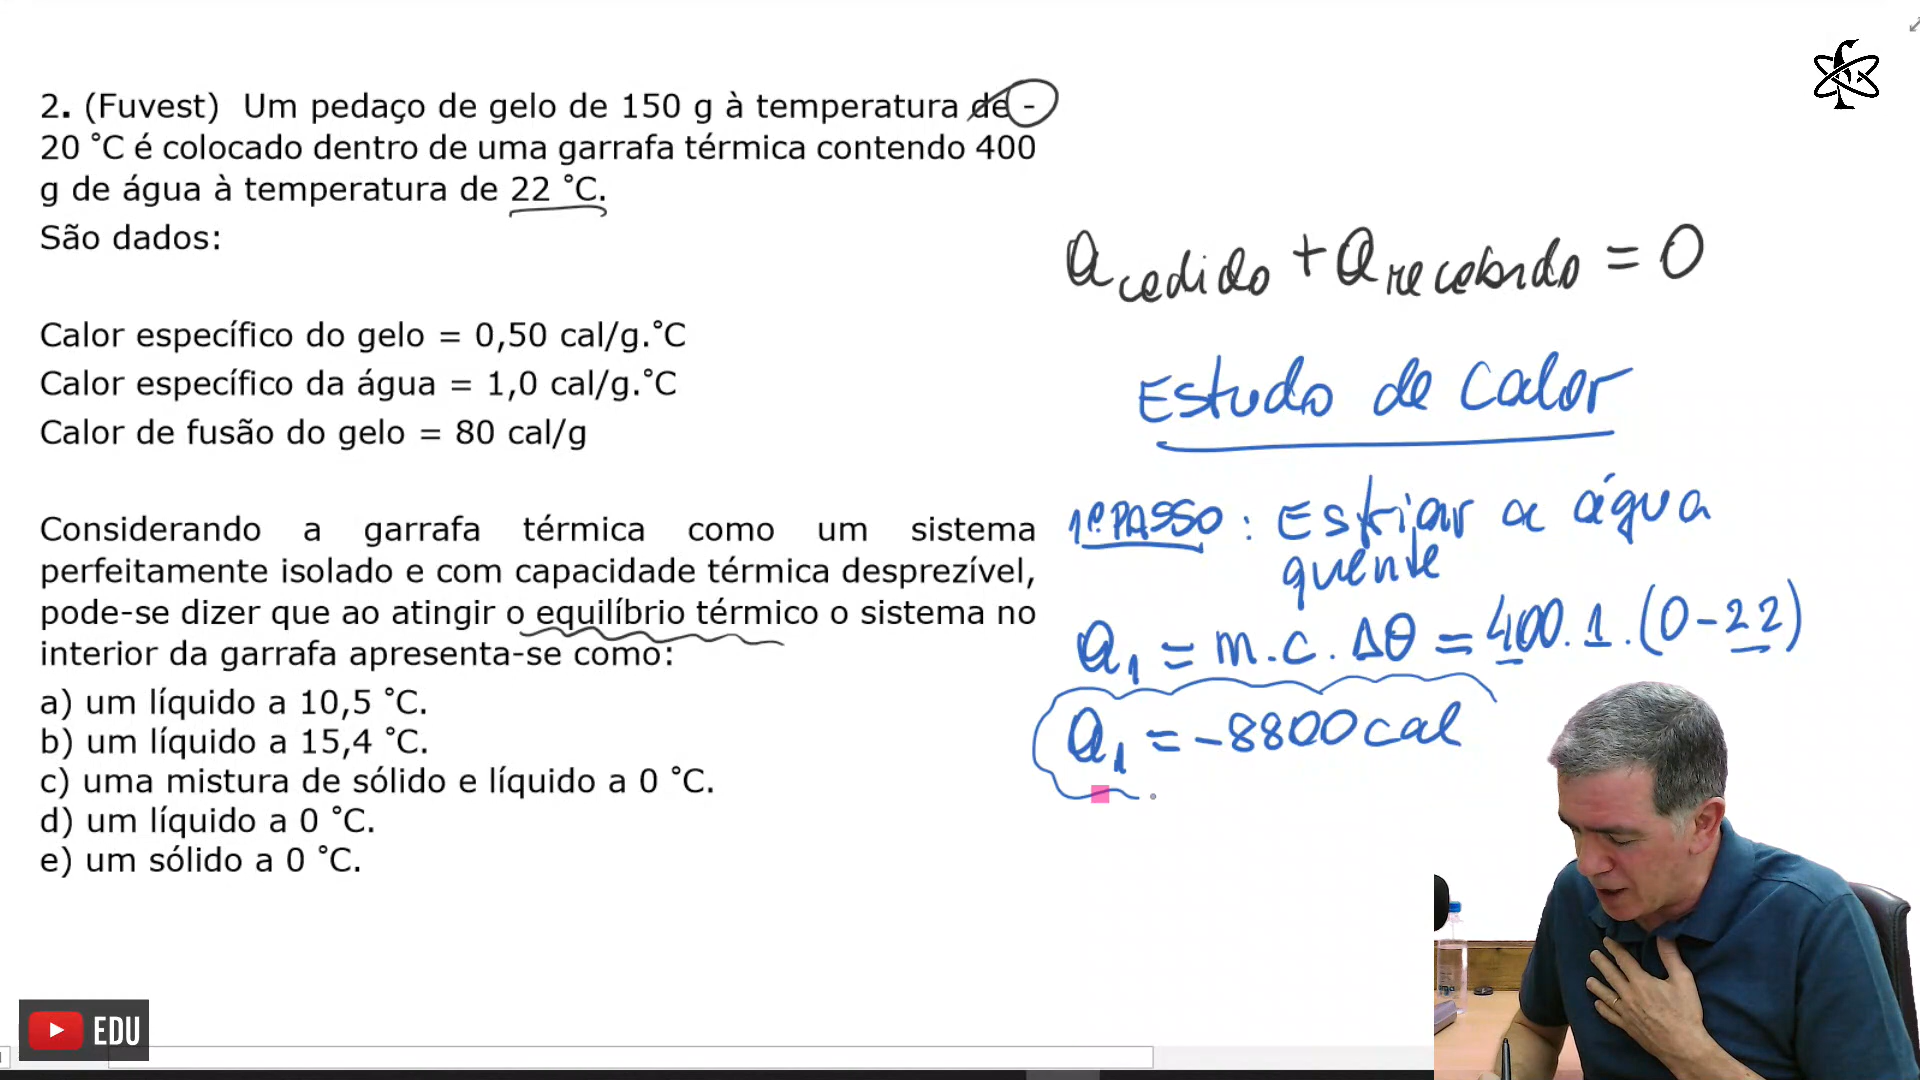 2. (Fuvest) Um pedaço de gelo de 150 g à temperatura de -
20 °C é colocado dentro de uma garrafa térmica contendo 400
g de água à temperatura de 22 °C.
São dados:
Calor específico do gelo = 0,50 cal/g.°C
Calor específico da água = 1,0 cal/g.°C
Calor de fusão do gelo = 80 cal/g
Considerando a garrafa térmica como um sistema
perfeitamente isolado e com capacidade térmica desprezível,
pode-se dizer que ao atingir o equilíbrio térmico o sistema no
interior da garrafa apresenta-se como:
a) um líquido a 10,5 °C.
b) um líquido a 15,4 °C.
c) uma mistura de sólido e líquido a 0 °C.
d) um líquido a 0 °C.
e) um sólido a 0 °C.
Qcedido + Qrecebido = 0
Estudo de Calor
1º PASSO: Esfriar a água
quente
Q1 = m.c.Δθ = 400.1.(0-22)
Q1 = -8800 cal
EDU